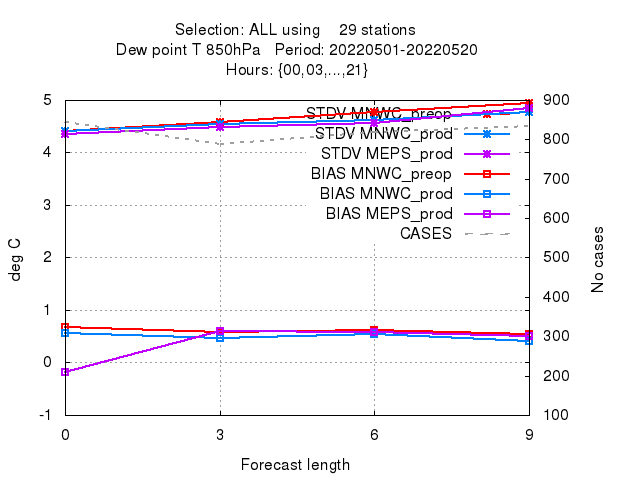 Selection: ALL using 29 stations
Dew point T 850hPa Period: 20220501-20220520
Hours: {00,03,...,21}
5
4
3
2
1
0
-1
deg C
900
800
700
600
500
400
300
200
100
No cases
STDV MNWC_preop
STDV MNWC_prod
STDV MEPS_prod
BIAS MNWC_preop
BIAS MNWC_prod
BIAS MEPS_prod
CASES
0 3 6 9
Forecast length